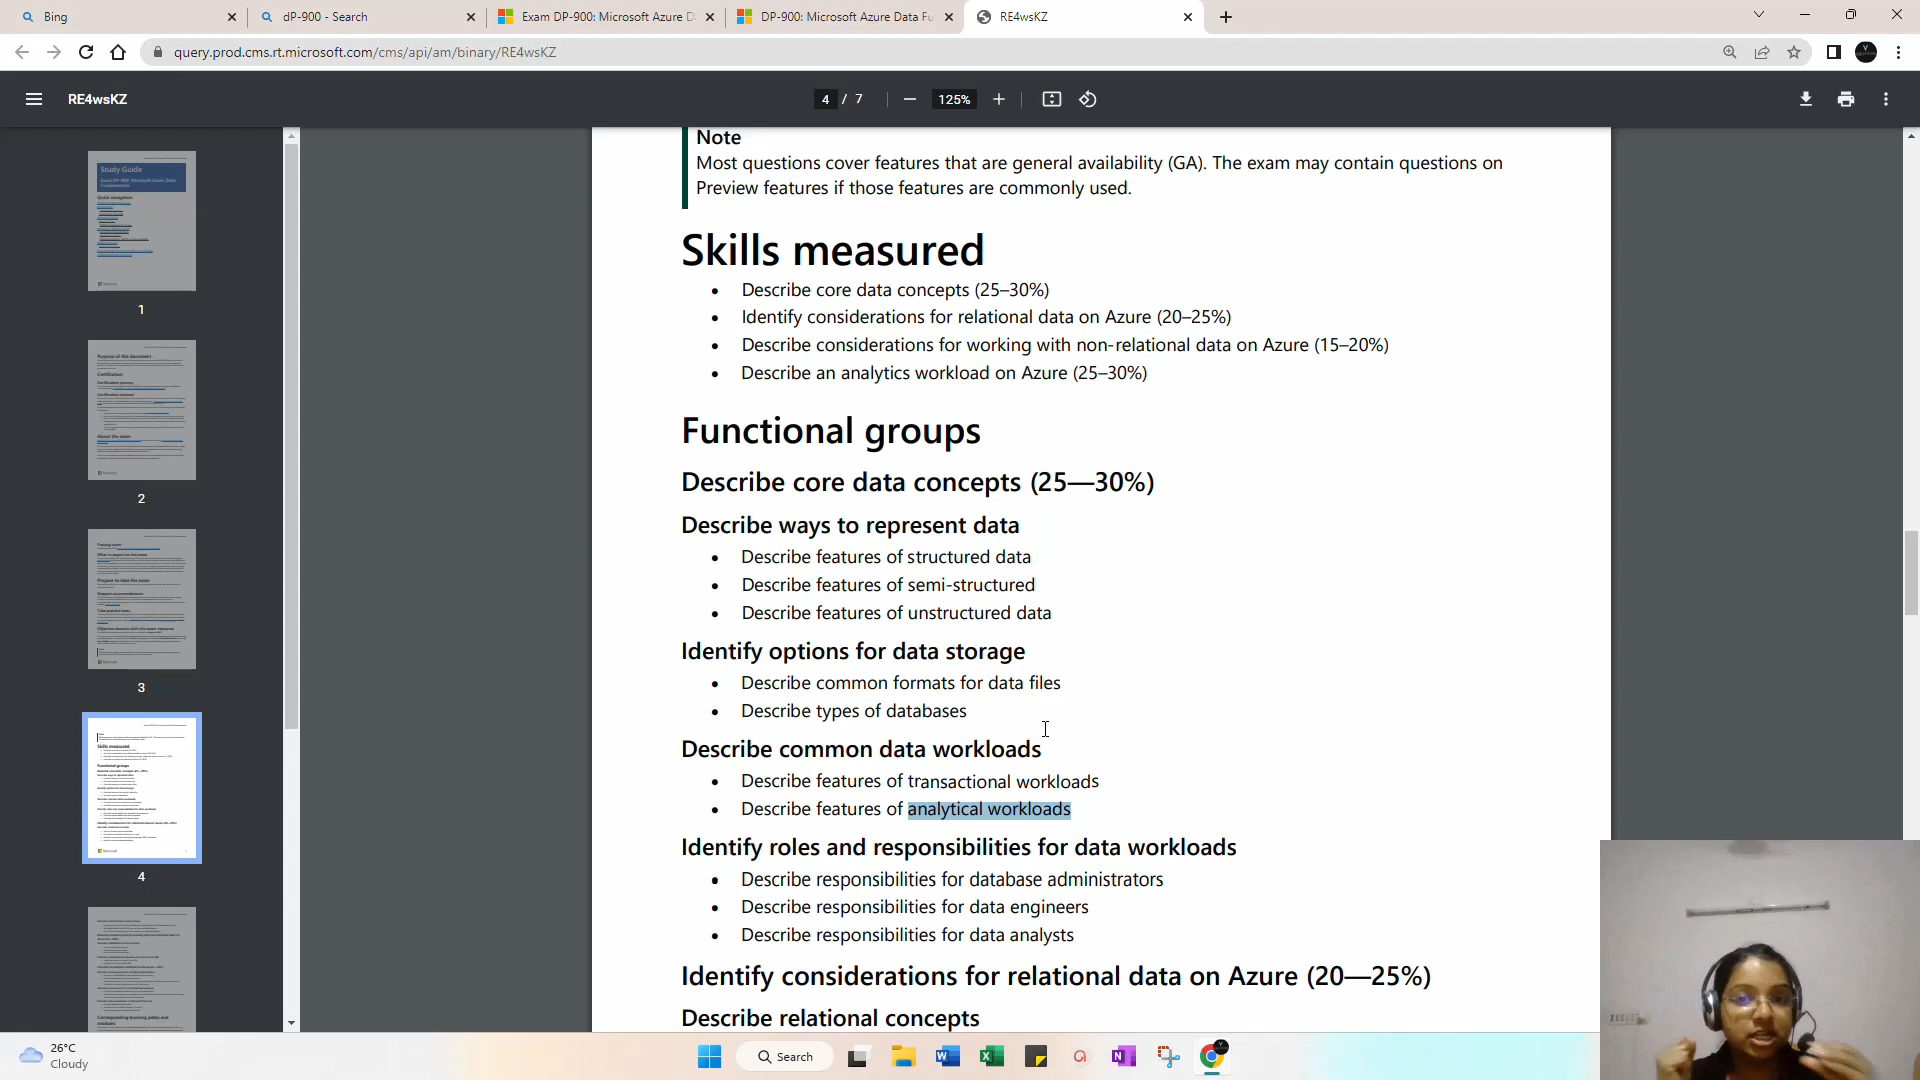 Bing
dP-900 - Search
Exam DP-900: Microsoft Azure D
DP-900: Microsoft Azure Data Fu
RE4wsKZ
query.prod.cms.rt.microsoft.com/cms/api/am/binary/RE4wsKZ
RE4wsKZ
4 / 7
125%
Note
Most questions cover features that are general availability (GA). The exam may contain questions on
Preview features if those features are commonly used.
Skills measured
• Describe core data concepts (25–30%)
• Identify considerations for relational data on Azure (20–25%)
• Describe considerations for working with non-relational data on Azure (15–20%)
• Describe an analytics workload on Azure (25–30%)
Functional groups
Describe core data concepts (25—30%)
Describe ways to represent data
• Describe features of structured data
• Describe features of semi-structured
• Describe features of unstructured data
Identify options for data storage
• Describe common formats for data files
• Describe types of databases
Describe common data workloads
• Describe features of transactional workloads
• Describe features of analytical workloads
Identify roles and responsibilities for data workloads
• Describe responsibilities for database administrators
• Describe responsibilities for data engineers
• Describe responsibilities for data analysts
Identify considerations for relational data on Azure (20—25%)
Describe relational concepts
Study Guide
Quick navigation
1
2
3
Skills measured
Functional groups
4
26°C
Cloudy
Search